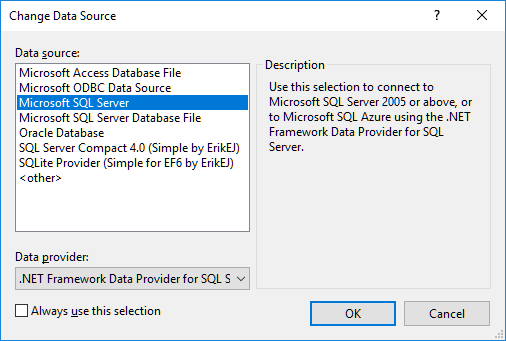 Change Data Source
?
Data source:
Microsoft Access Database File
Microsoft ODBC Data Source
Microsoft SQL Server
Microsoft SQL Server Database File
Oracle Database
SQL Server Compact 4.0 (Simple by ErikEJ)
SQLite Provider (Simple for EF6 by ErikEJ)
<other>
Description
Use this selection to connect to
Microsoft SQL Server 2005 or above, or
to Microsoft SQL Azure using the .NET
Framework Data Provider for SQL
Server.
Data provider:
.NET Framework Data Provider for SQL S
Always use this selection
OK
Cancel